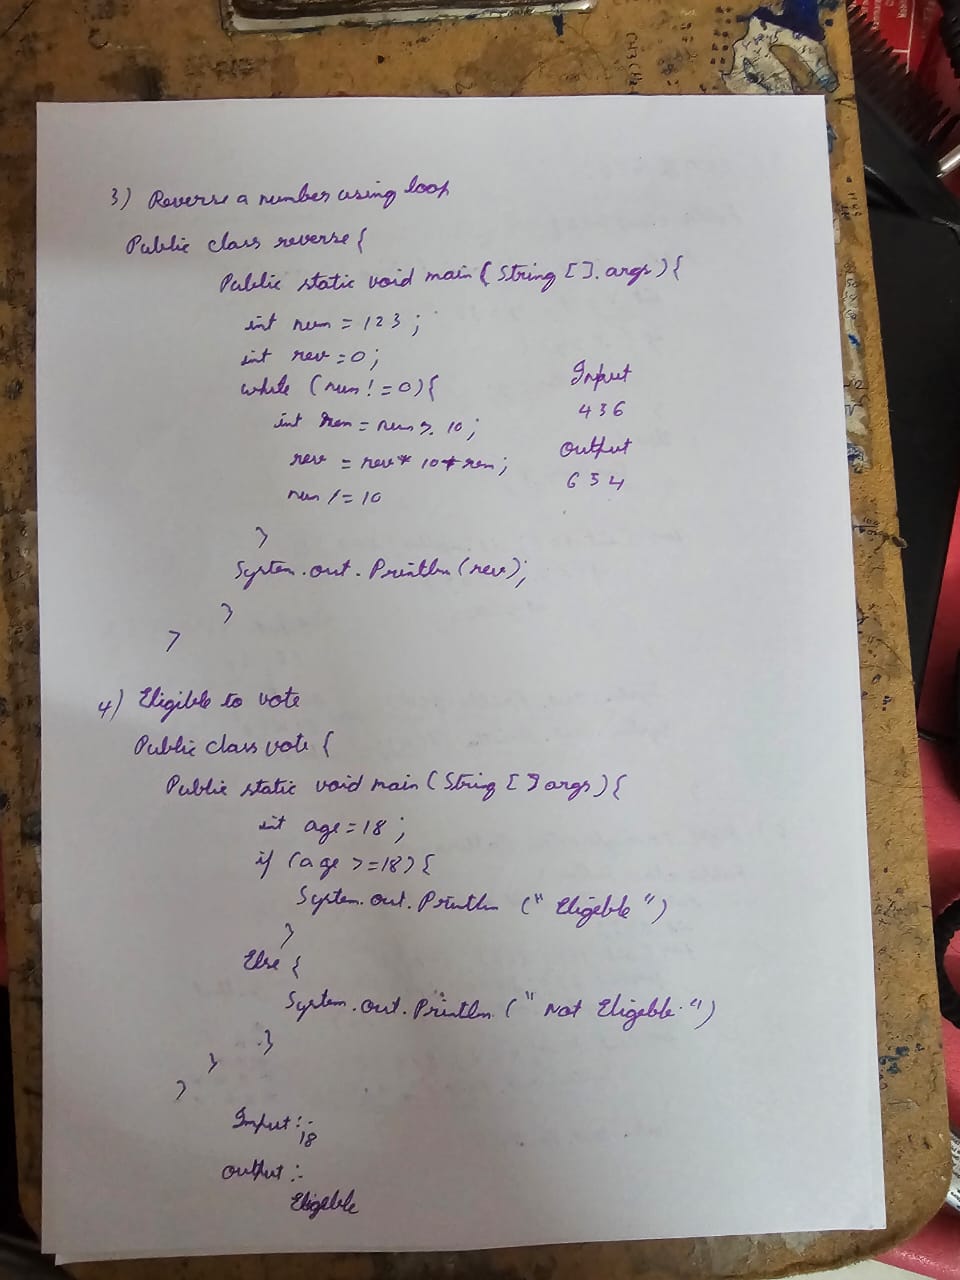 3) Reverse a number using loop
Public class reverse {
Public static void main ( String [ ]. args ) {
int num = 123 ;
int rev = 0 ;
while (num ! = 0) {
int rem = num % 10 ;
rev = rev * 10 + rem ;
num / = 10
}
System.out.Println (rev);
}
}
Input
436
output
634
4) Eligible to vote
Public class vote {
Public static void main ( String [ ] args ) {
int age = 18 ;
if (age > = 18) {
System.out.Println (" Eligible ")
}
Else {
System.out.Println (" Not Eligible ")
}
}
}
Input :-
18
output :-
Eligible